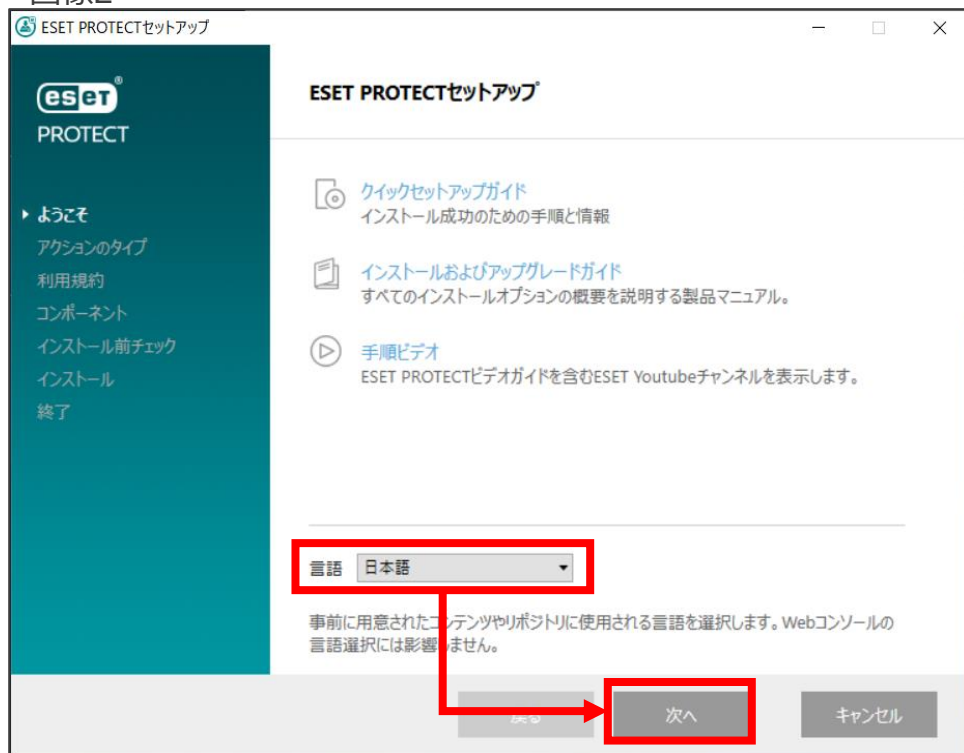 画像2
ESET PROTECTセットアップ
eset®
PROTECT
ESET PROTECTセットアップ
ようこそ
アクションのタイプ
利用規約
コンポーネント
インストール前チェック
インストール
終了
クイックセットアップガイド
インストール成功のための手順と情報
インストールおよびアップグレードガイド
すべてのインストールオプションの概要を説明する製品マニュアル。
手順ビデオ
ESET PROTECTビデオガイドを含むESET Youtubeチャンネルを表示します。
言語 日本語
事前に用意されたコンテンツやリポジトリに使用される言語を選択します。Webコンソールの
言語選択には影響しません。
戻る 次へ キャンセル